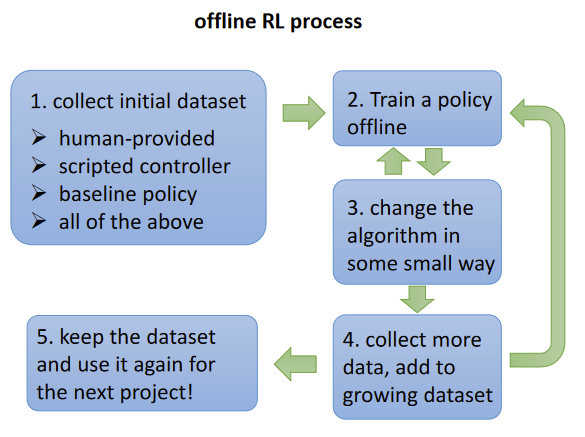 offline RL process
1. collect initial dataset
➢ human-provided
➢ scripted controller
➢ baseline policy
➢ all of the above
2. Train a policy
offline
3. change the
algorithm in
some small way
4. collect more
data, add to
growing dataset
5. keep the dataset
and use it again for
the next project!